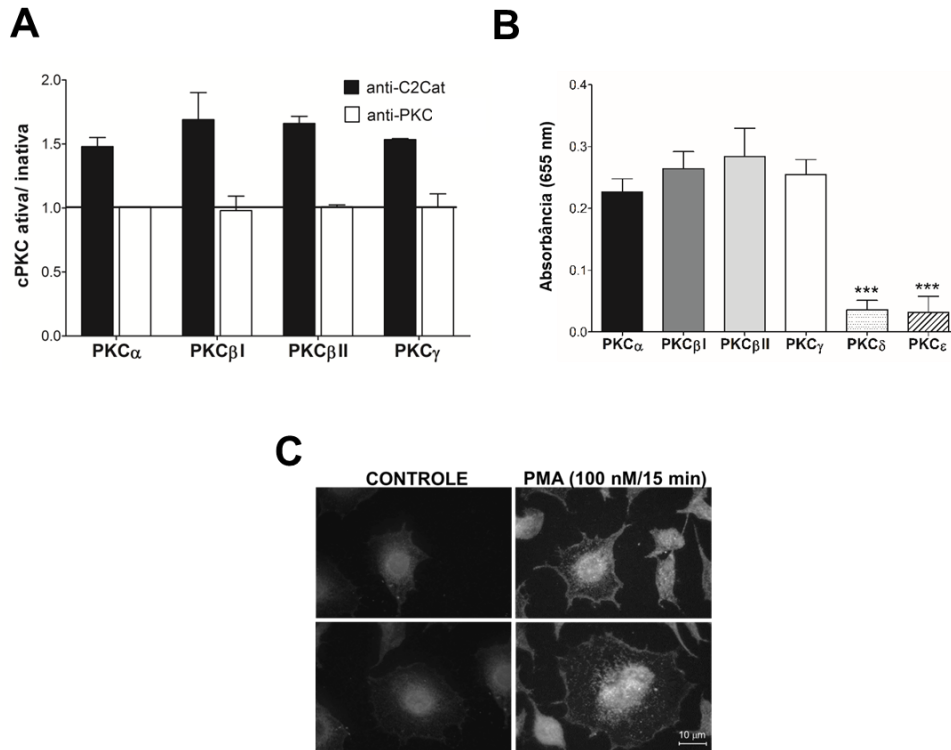 A
cPKC ativa/ inativa
2.0
1.5
1.0
0.5
0.0
anti-C2Cat
anti-PKC
PKCα
PKCβI
PKCβII
PKCγ
B
Absorbância (655 nm)
0.4
0.3
0.2
0.1
0.0
***
***
PKCα
PKCβI
PKCβII
PKCγ
PKCδ
PKCε
C
CONTROLE
PMA (100 nM/15 min)
10 µm